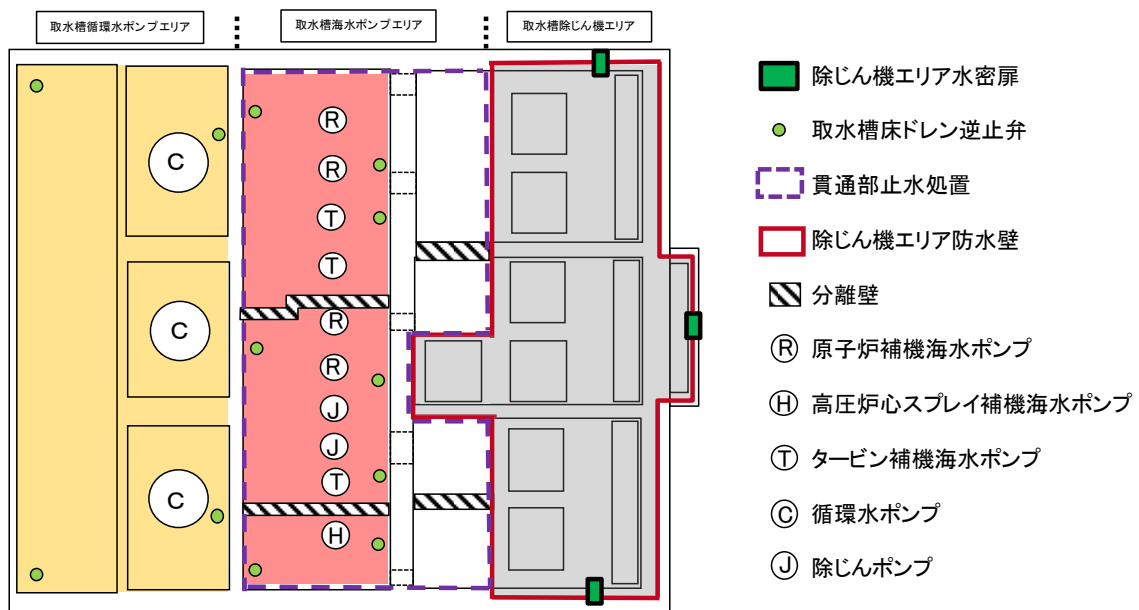 取水槽循環水ポンプエリア
取水槽海水ポンプエリア
取水槽除じん機エリア
C
C
C
R
R
T
T
R
R
J
J
T
H
除じん機エリア水密扉
取水槽床ドレン逆止弁
貫通部止水処置
除じん機エリア防水壁
分離壁
R 原子炉補機海水ポンプ
H 高圧炉心スプレイ補機海水ポンプ
T タービン補機海水ポンプ
C 循環水ポンプ
J 除じんポンプ